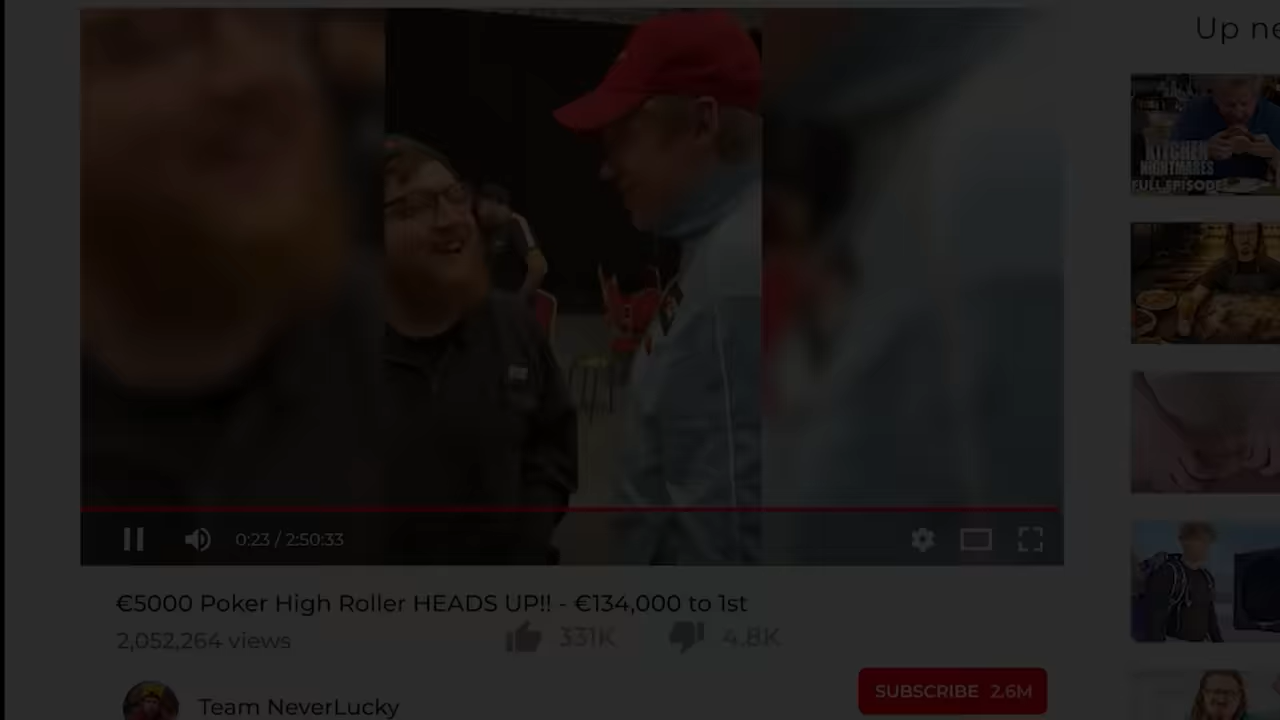 Up ne
KITCHEN
NIGHTMARES
FULL EPISODE
0:23 / 2:50:33
€5000 Poker High Roller HEADS UP!! - €134,000 to 1st
2,052,264 views 331K 4.8K
Team NeverLucky
SUBSCRIBE 2.6M